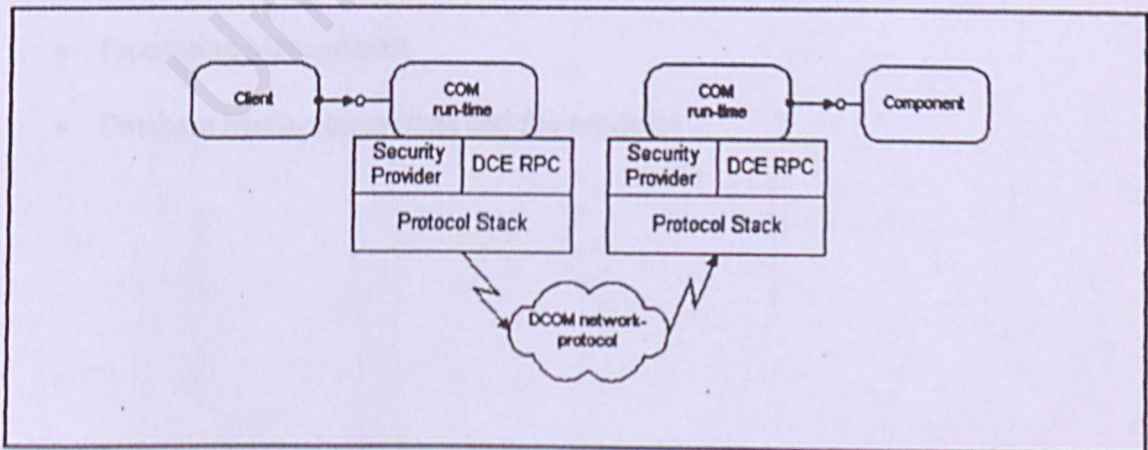 Client
COM
run-time
COM
run-time
Component
Security
Provider
DCE RPC
Security
Provider
DCE RPC
Protocol Stack
Protocol Stack
DCOM network-
protocol